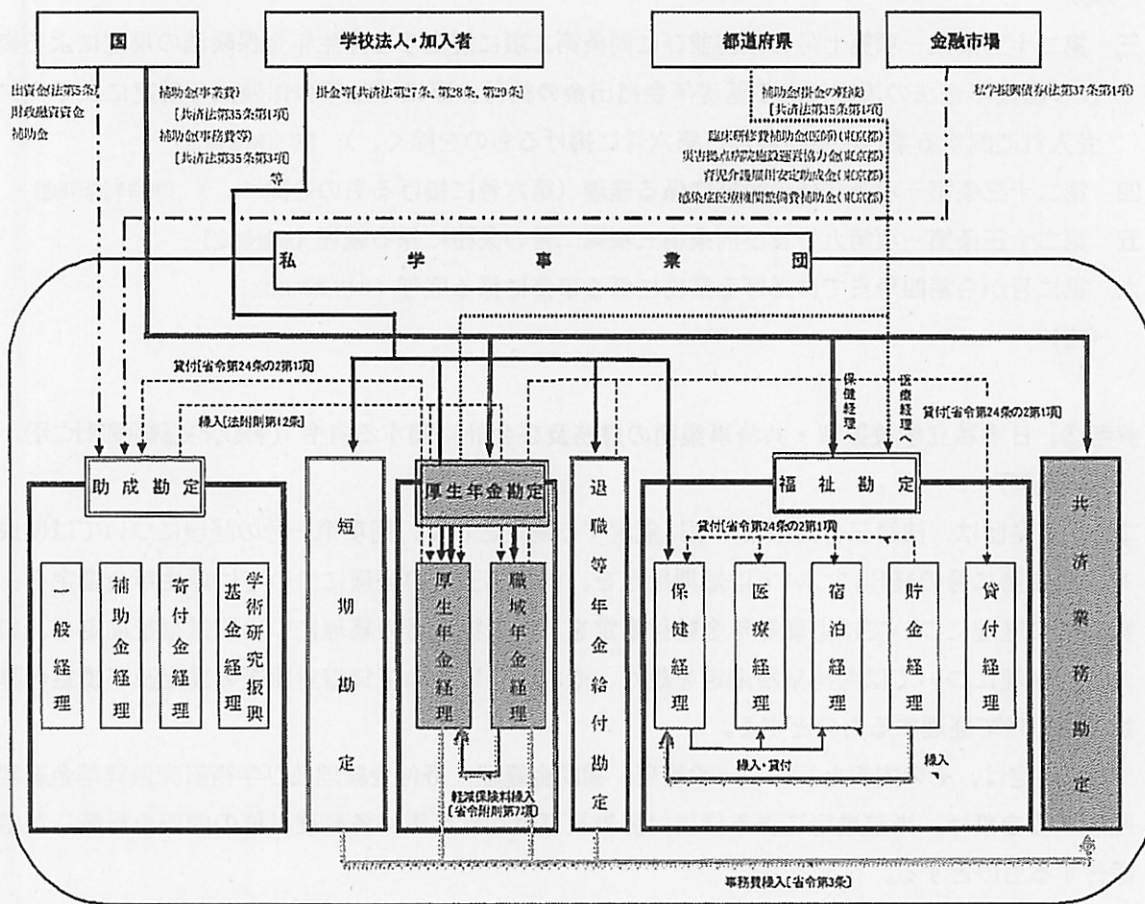 国
学校法人・加入者
都道府県
金融市場
出資金(法第5条)
財政融資資金
補助金
補助金(事業費)
[共済法第35条第1項]
補助金(事務費等)
[共済法第35条第3項]
等
掛金等[共済法第27条、第28条、第29条]
補助金(掛金の軽減)
[共済法第35条第4項]
臨床研修費補助金(医師)(東京都)
災害拠点病院施設運営協力金(東京都)
育児介護雇用安定助成金(東京都)
感染症医療機関整備費補助金(東京都)
私学振興債券(法第37条第1項)
私学事業団
貸付[省令第24条の2第1項]
繰入[法附則第12条]
保健経理
医療経理
貸付[省令第24条の2第1項]
助成勘定
一般経理
補助金経理
寄付金経理
学術研究振興基金経理
短期勘定
厚生年金勘定
厚生年金経理
職域年金経理
軽減保険料繰入
[省令附則第7項]
退職等年金給付勘定
福祉勘定
貸付[省令第24条の2第1項]
保健経理
医療経理
宿泊経理
貯金経理
貸付経理
繰入・貸付
繰入
共済業務勘定
事務費繰入[省令第3条]